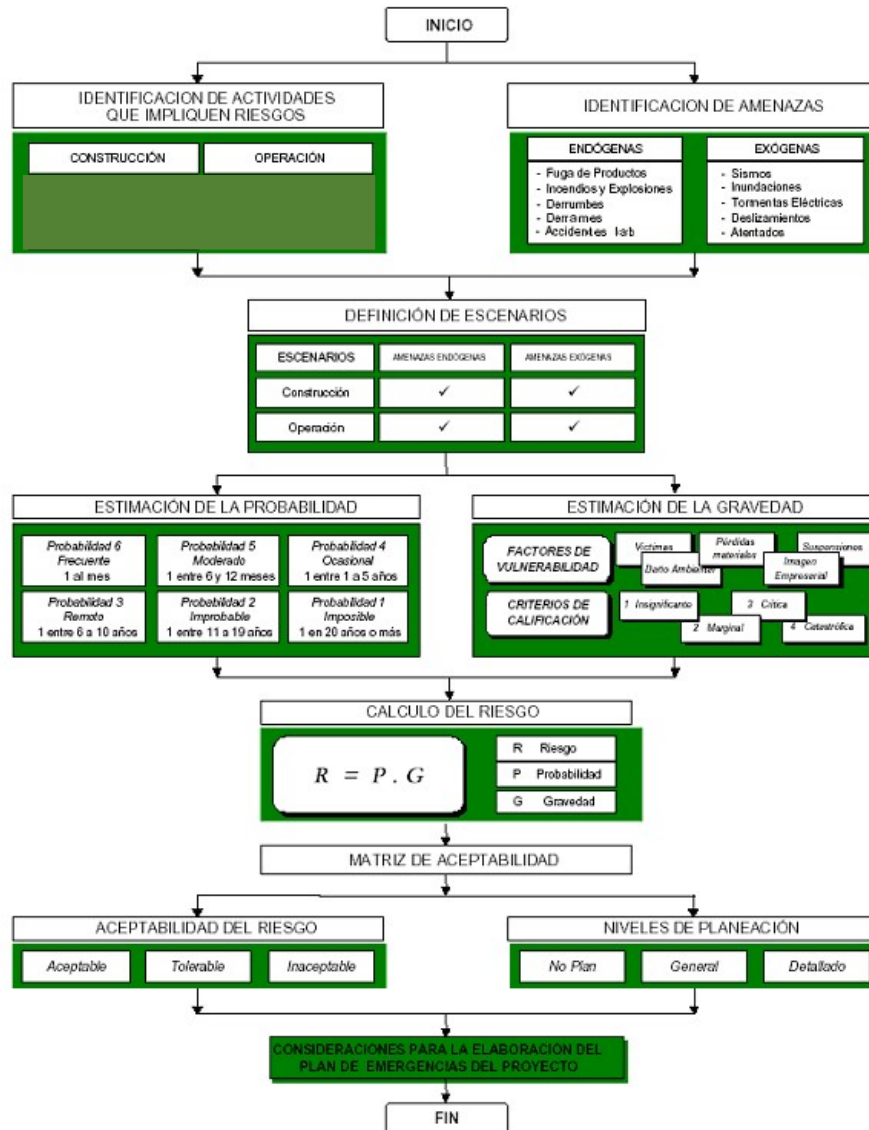 INICIO
IDENTIFICACION DE ACTIVIDADES
QUE IMPLIQUEN RIESGOS
CONSTRUCCIÓN
OPERACIÓN
IDENTIFICACION DE AMENAZAS
ENDÓGENAS
- Fuga de Productos
- Incendios y Explosiones
- Derrumbes
- Derrames
- Accidentes
EXÓGENAS
- Sismos
- Inundaciones
- Tormentas Eléctricas
- Deslizamientos
- Atentados
DEFINICIÓN DE ESCENARIOS
ESCENARIOS
AMENAZAS ENDÓGENAS
AMENAZAS EXÓGENAS
Construcción
✓
✓
Operación
✓
✓
ESTIMACIÓN DE LA PROBABILIDAD
Probabilidad 6
Frecuente
1 al mes
Probabilidad 5
Moderado
1 entre 6 y 12 meses
Probabilidad 4
Ocasional
1 entre 1 a 5 años
Probabilidad 3
Remoto
1 entre 6 a 10 años
Probabilidad 2
Improbable
1 entre 11 a 19 años
Probabilidad 1
Imposible
1 en 20 años o más
ESTIMACIÓN DE LA GRAVEDAD
FACTORES DE
VULNERABILIDAD
Víctimas
Daño Ambiental
Pérdidas
materiales
Imagen
Empresarial
Suspensiones
CRITERIOS DE
CALIFICACIÓN
1 Insignificante
2 Marginal
3 Crítica
4 Catastrófica
CALCULO DEL RIESGO
R = P . G
R Riesgo
P Probabilidad
G Gravedad
MATRIZ DE ACEPTABILIDAD
ACEPTABILIDAD DEL RIESGO
Aceptable
Tolerable
Inaceptable
NIVELES DE PLANEACIÓN
No Plan
General
Detallado
CONSIDERACIONES PARA LA ELABORACIÓN DEL
PLAN DE EMERGENCIAS DEL PROYECTO
FIN